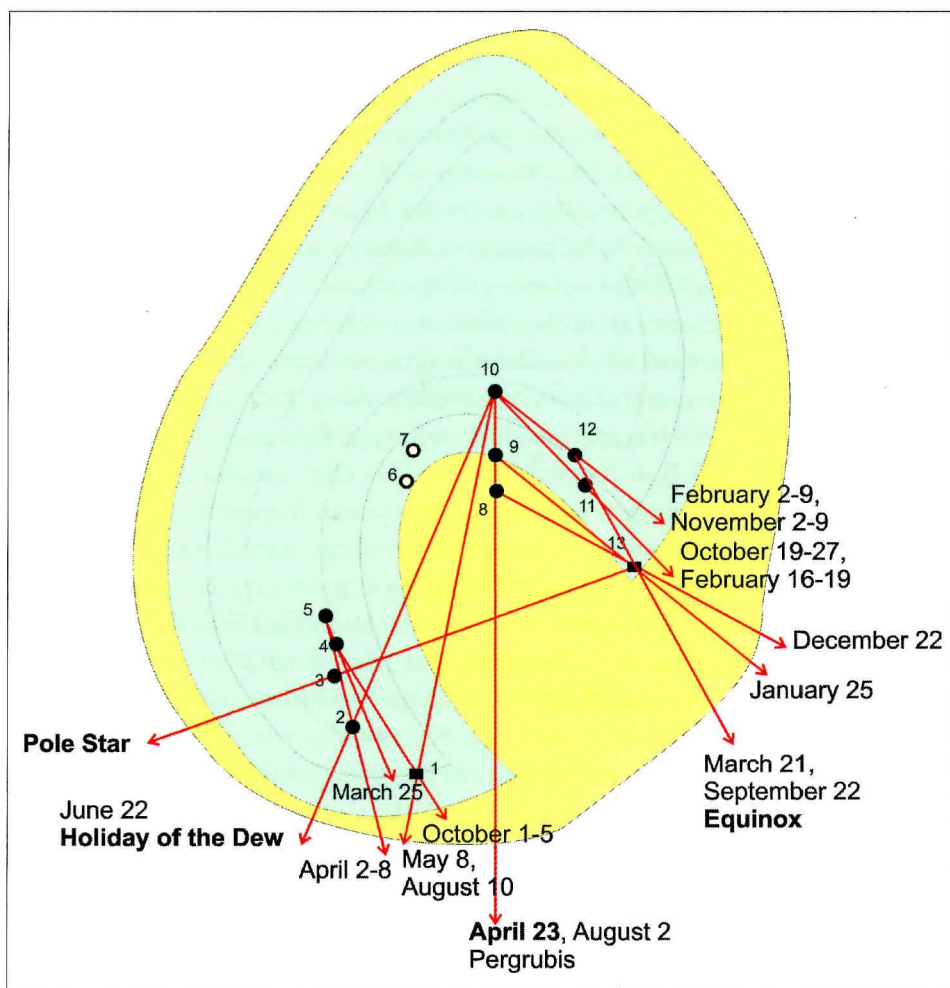 10
12
7
9
6
8
11
February 2-9,
November 2-9
October 19-27,
February 16-19
13
5
4
3
December 22
January 25
2
Pole Star
1
March 25
March 21,
September 22
Equinox
June 22
Holiday of the Dew
October 1-5
April 2-8
May 8,
August 10
April 23, August 2
Pergrubis